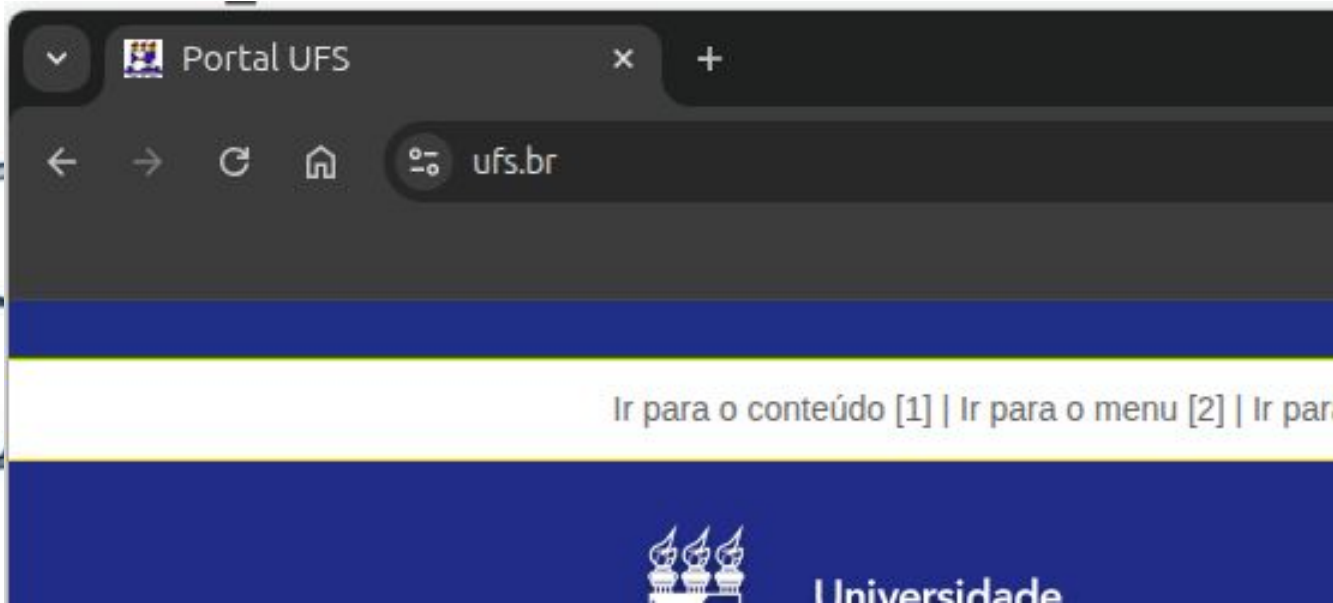 Portal UFS
ufs.br
Ir para o conteúdo [1] | Ir para o menu [2] | Ir para
Universidade